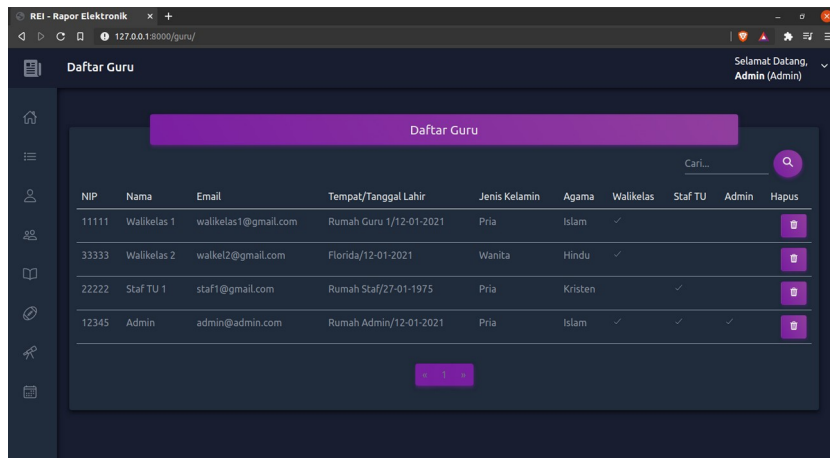 REI - Rapor Elektronik
127.0.0.1:8000/guru/
Daftar Guru
Selamat Datang,
Admin (Admin)
Daftar Guru
Cari...
NIP Nama Email Tempat/Tanggal Lahir Jenis Kelamin Agama Walikelas Staf TU Admin Hapus
11111 Walikelas 1 walikelas1@gmail.com Rumah Guru 1/12-01-2021 Pria Islam ✓
33333 Walikelas 2 walkel2@gmail.com Florida/12-01-2021 Wanita Hindu ✓
22222 Staf TU 1 staf1@gmail.com Rumah Staf/27-01-1975 Pria Kristen ✓
12345 Admin admin@admin.com Rumah Admin/12-01-2021 Pria Islam ✓ ✓ ✓
« 1 »